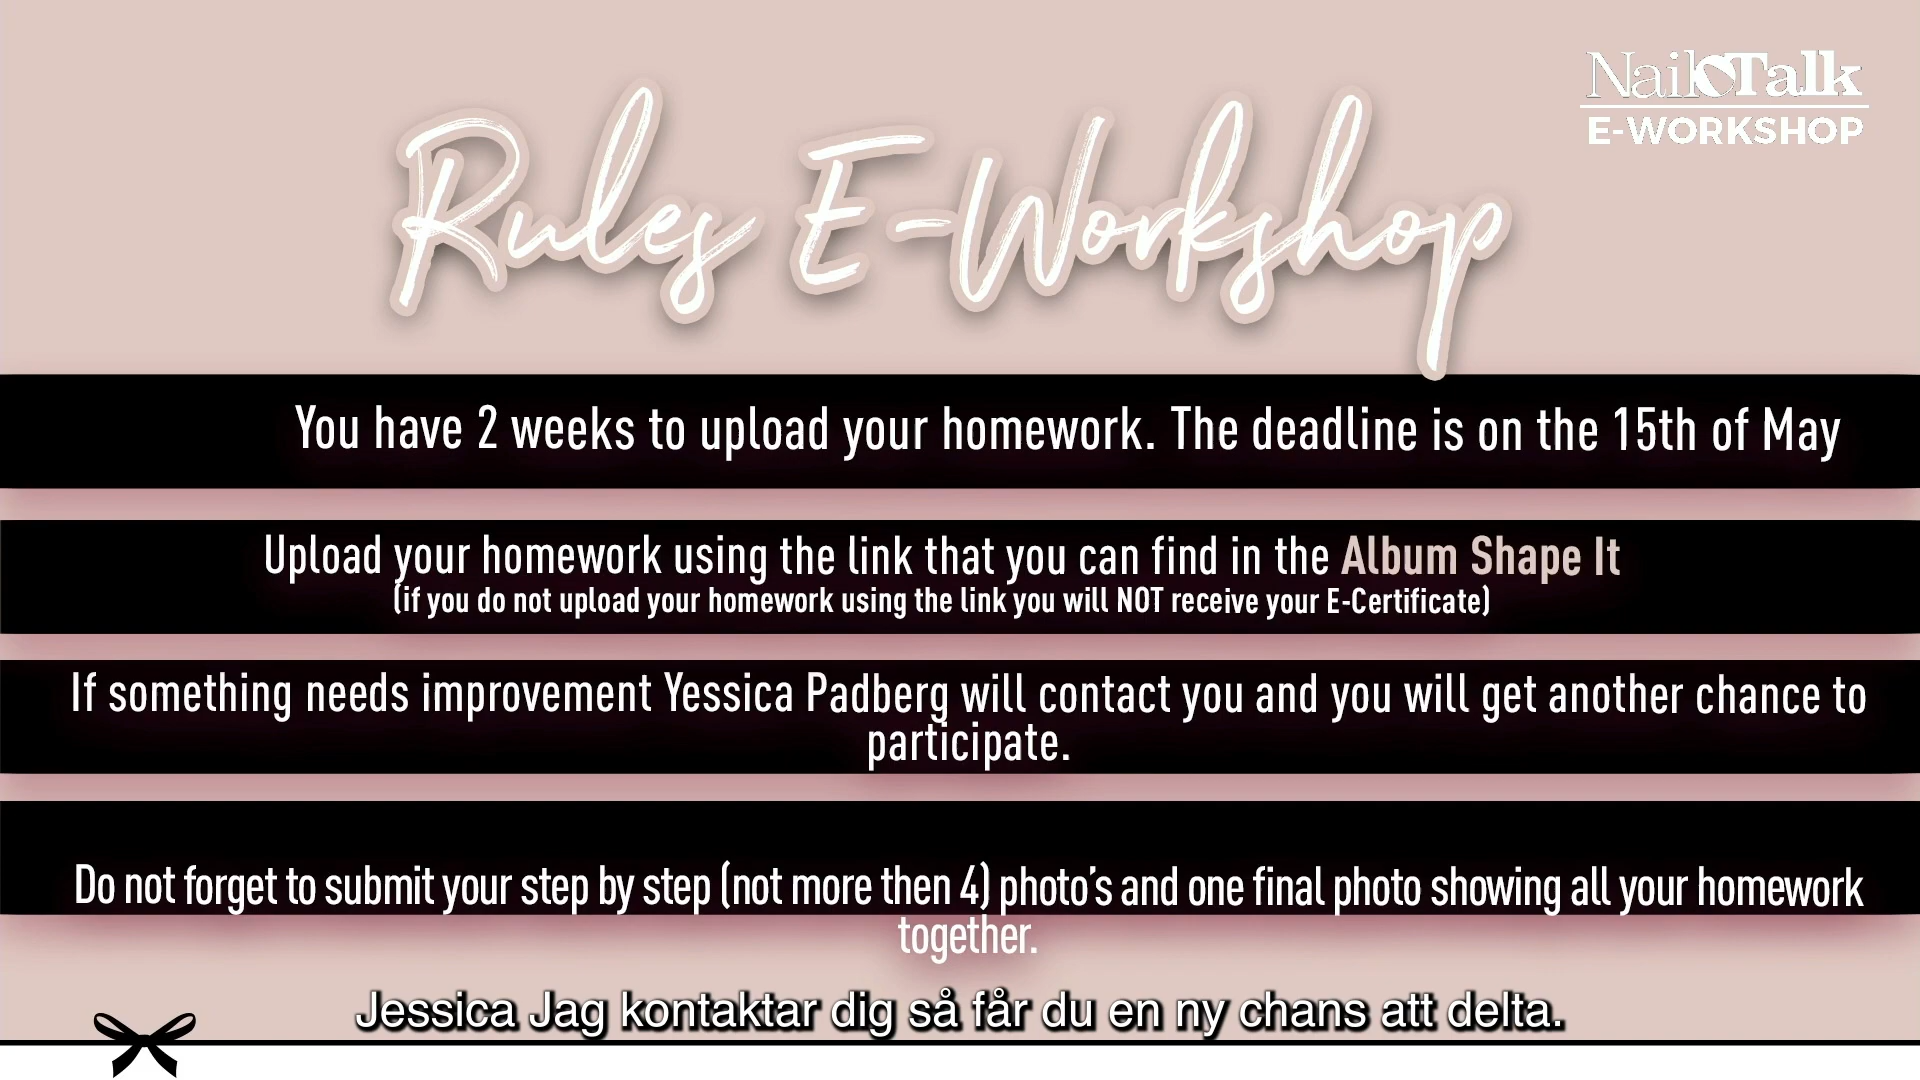 Nails Talk
E-WORKSHOP
Rules E-Workshop
You have 2 weeks to upload your homework. The deadline is on the 15th of May
Upload your homework using the link that you can find in the Album Shape It
(if you do not upload your homework using the link you will NOT receive your E-Certificate)
If something needs improvement Yessica Padberg will contact you and you will get another chance to
participate.
Do not forget to submit your step by step (not more then 4) photo's and one final photo showing all your homework
together.
Jessica Jag kontaktar dig så får du en ny chans att delta.